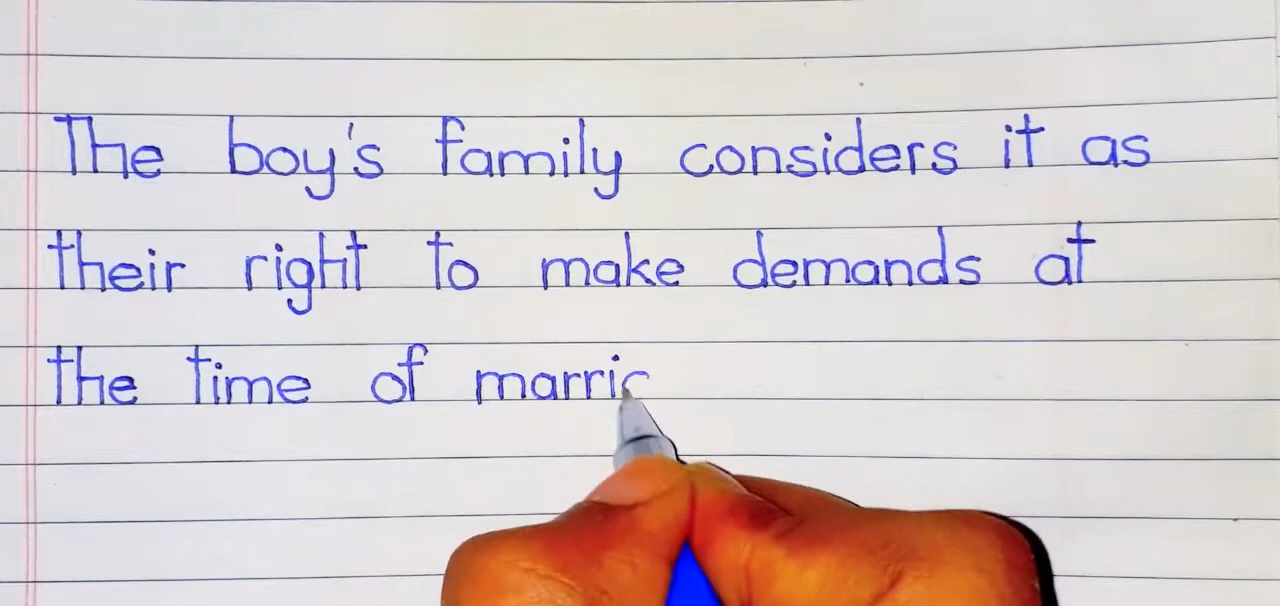 The boy's family considers it as
their right to make demands at
the time of marri